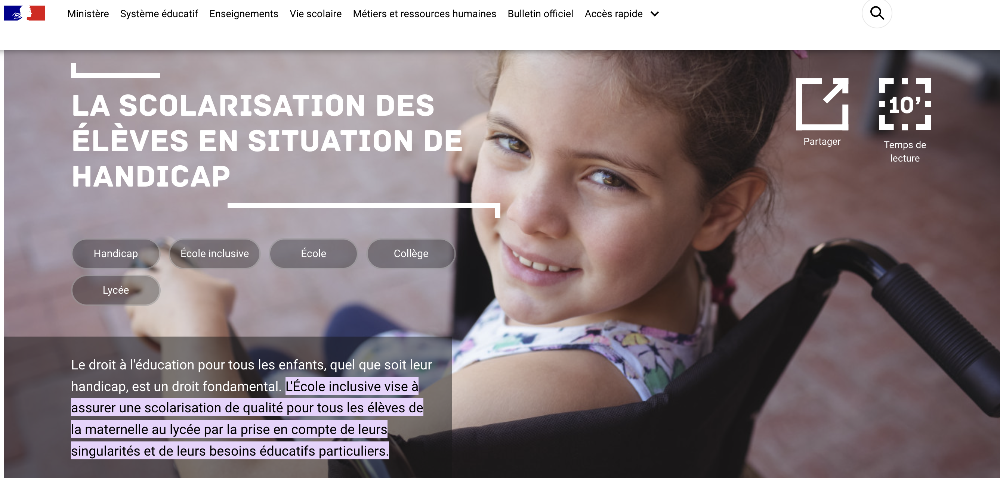 Ministère Système éducatif Enseignements Vie scolaire Métiers et ressources humaines Bulletin officiel Accès rapide
LA SCOLARISATION DES
ÉLÈVES EN SITUATION DE
HANDICAP
Partager
10’
Temps de
lecture
Handicap École inclusive École Collège
Lycée
Le droit à l'éducation pour tous les enfants, quel que soit leur
handicap, est un droit fondamental. L'École inclusive vise à
assurer une scolarisation de qualité pour tous les élèves de
la maternelle au lycée par la prise en compte de leurs
singularités et de leurs besoins éducatifs particuliers.